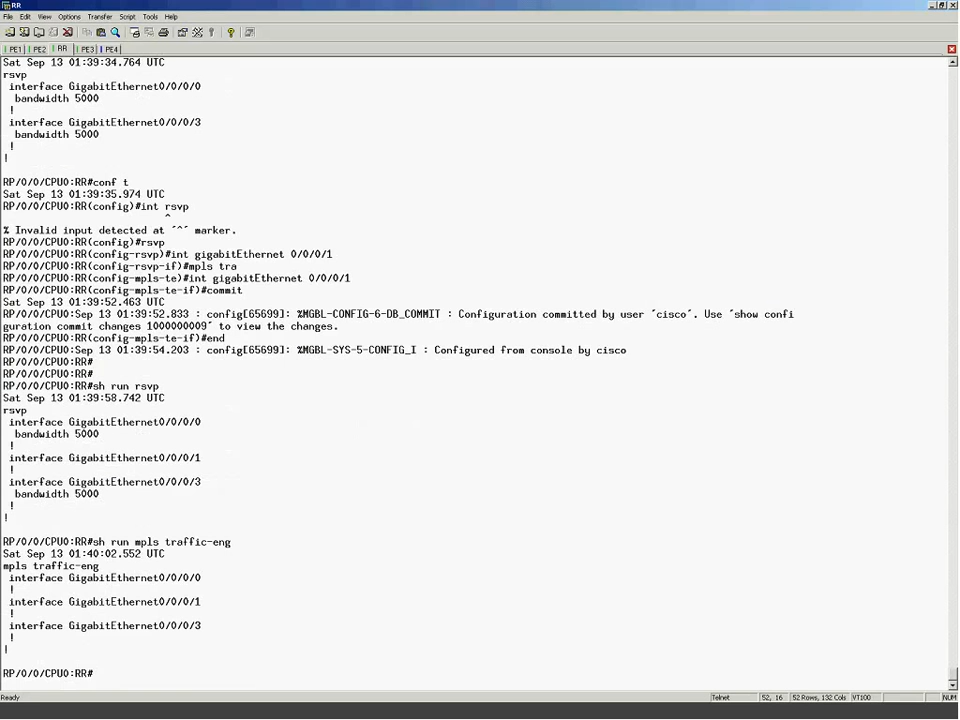 RR
File Edit View Options Transfer Script Tools Help
PE1 PE2 RR PE3 PE4
Sat Sep 13 01:39:34.764 UTC
rsvp
interface GigabitEthernet0/0/0/0
bandwidth 5000
!
interface GigabitEthernet0/0/0/3
bandwidth 5000
!
!
RP/0/0/CPU0:RR#conf t
Sat Sep 13 01:39:35.974 UTC
RP/0/0/CPU0:RR(config)#int rsvp
^
% Invalid input detected at '^' marker.
RP/0/0/CPU0:RR(config)#rsvp
RP/0/0/CPU0:RR(config-rsvp)#int gigabitEthernet 0/0/0/1
RP/0/0/CPU0:RR(config-rsvp-if)#mpls tra
RP/0/0/CPU0:RR(config-mpls-te)#int gigabitEthernet 0/0/0/1
RP/0/0/CPU0:RR(config-mpls-te-if)#commit
Sat Sep 13 01:39:52.463 UTC
RP/0/0/CPU0:Sep 13 01:39:52.833 : config[65699]: %MGBL-CONFIG-6-DB_COMMIT : Configuration committed by user 'cisco'. Use 'show confi
guration commit changes 1000000009' to view the changes.
RP/0/0/CPU0:RR(config-mpls-te-if)#end
RP/0/0/CPU0:Sep 13 01:39:54.203 : config[65699]: %MGBL-SYS-5-CONFIG_I : Configured from console by cisco
RP/0/0/CPU0:RR#
RP/0/0/CPU0:RR#
RP/0/0/CPU0:RR#sh run rsvp
Sat Sep 13 01:39:58.742 UTC
rsvp
interface GigabitEthernet0/0/0/0
bandwidth 5000
!
interface GigabitEthernet0/0/0/1
!
interface GigabitEthernet0/0/0/3
bandwidth 5000
!
!
RP/0/0/CPU0:RR#sh run mpls traffic-eng
Sat Sep 13 01:40:02.552 UTC
mpls traffic-eng
interface GigabitEthernet0/0/0/0
!
interface GigabitEthernet0/0/0/1
!
interface GigabitEthernet0/0/0/3
!
!
RP/0/0/CPU0:RR#
Ready Telnet 52, 16 52 Rows, 132 Cols VT100 NUM